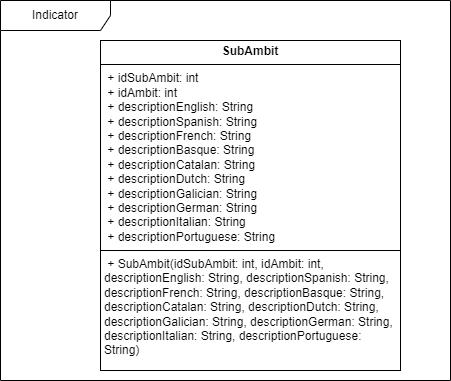 Indicator
SubAmbit
+ idSubAmbit: int
+ idAmbit: int
+ descriptionEnglish: String
+ descriptionSpanish: String
+ descriptionFrench: String
+ descriptionBasque: String
+ descriptionCatalan: String
+ descriptionDutch: String
+ descriptionGalician: String
+ descriptionGerman: String
+ descriptionItalian: String
+ descriptionPortuguese: String
+ SubAmbit(idSubAmbit: int, idAmbit: int,
descriptionEnglish: String, descriptionSpanish: String,
descriptionFrench: String, descriptionBasque: String,
descriptionCatalan: String, descriptionDutch: String,
descriptionGalician: String, descriptionGerman: String,
descriptionItalian: String, descriptionPortuguese:
String)